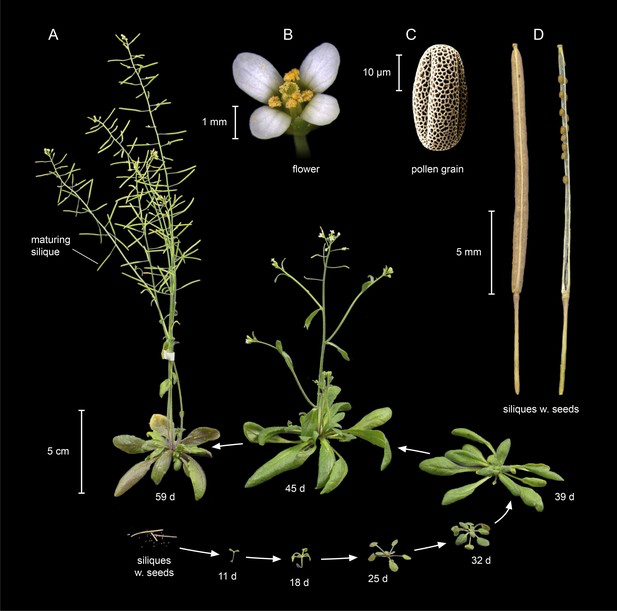 A
B
C
D
10 µm
1 mm
flower
pollen grain
maturing
silique
5 mm
siliques w. seeds
5 cm
59 d
45 d
39 d
siliques
w. seeds
11 d
18 d
25 d
32 d